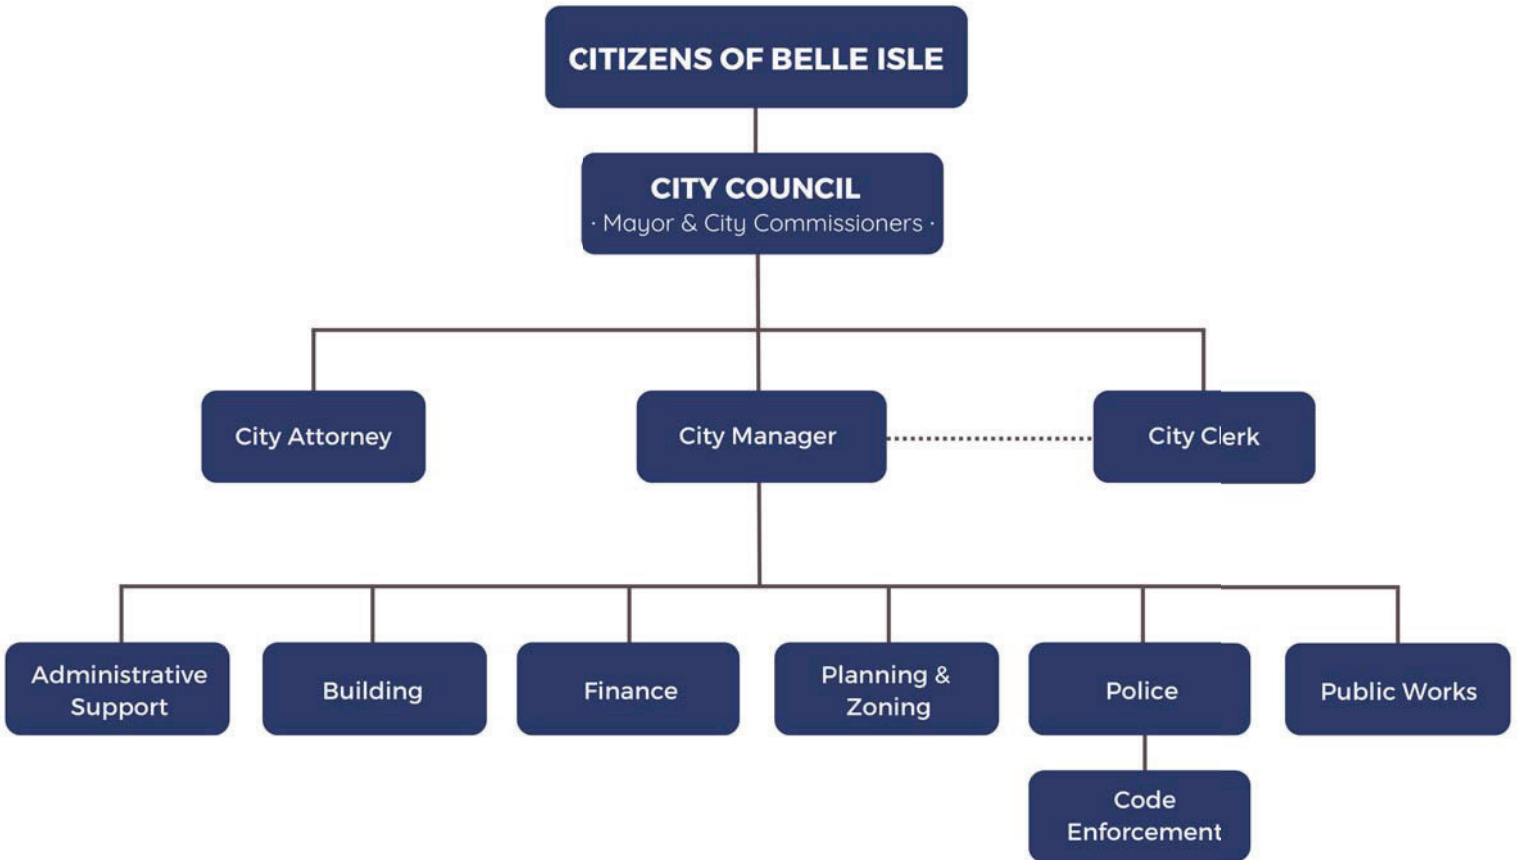 CITIZENS OF BELLE ISLE
CITY COUNCIL
· Mayor & City Commissioners ·
City Attorney
City Manager
City Clerk
Administrative
Support
Building
Finance
Planning &
Zoning
Police
Public Works
Code
Enforcement